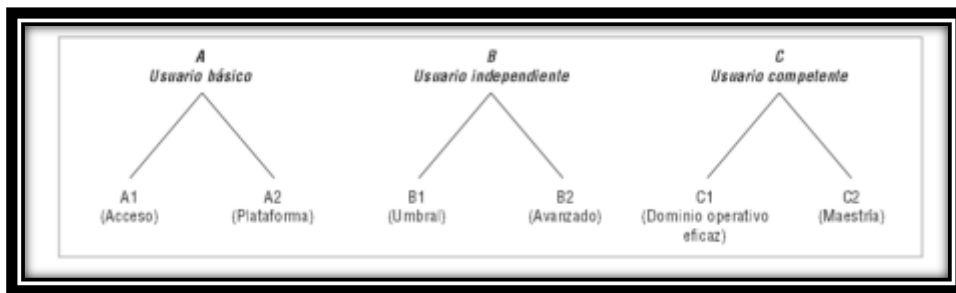 A
Usuario básico
B
Usuario independiente
C
Usuario competente
A1
(Acceso)
A2
(Plataforma)
B1
(Umbral)
B2
(Avanzado)
C1
(Dominio operativo
eficaz)
C2
(Maestría)